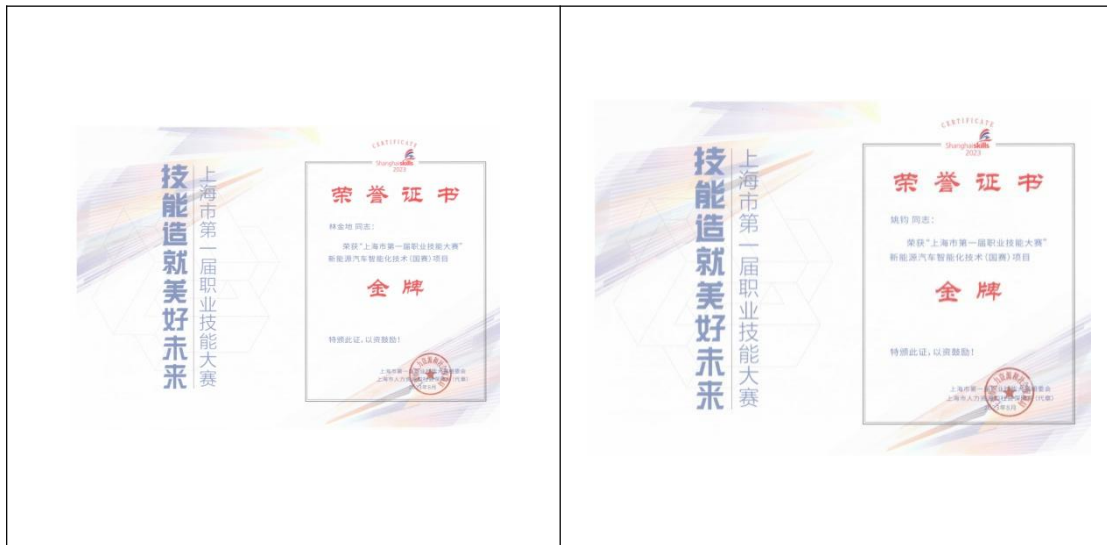 技能造就美好未来
上海市第一届职业技能大赛
CERTIFICATE
Shanghaiskills
2023
荣誉证书
林金地 同志:
荣获“上海市第一届职业技能大赛”
新能源汽车智能化技术(国赛)项目
金牌
特颁此证,以资鼓励!
技能造就美好未来
上海市第一届职业技能大赛
CERTIFICATE
Shanghaiskills
2023
荣誉证书
姚钧 同志:
荣获“上海市第一届职业技能大赛”
新能源汽车智能化技术(国赛)项目
金牌
特颁此证,以资鼓励!